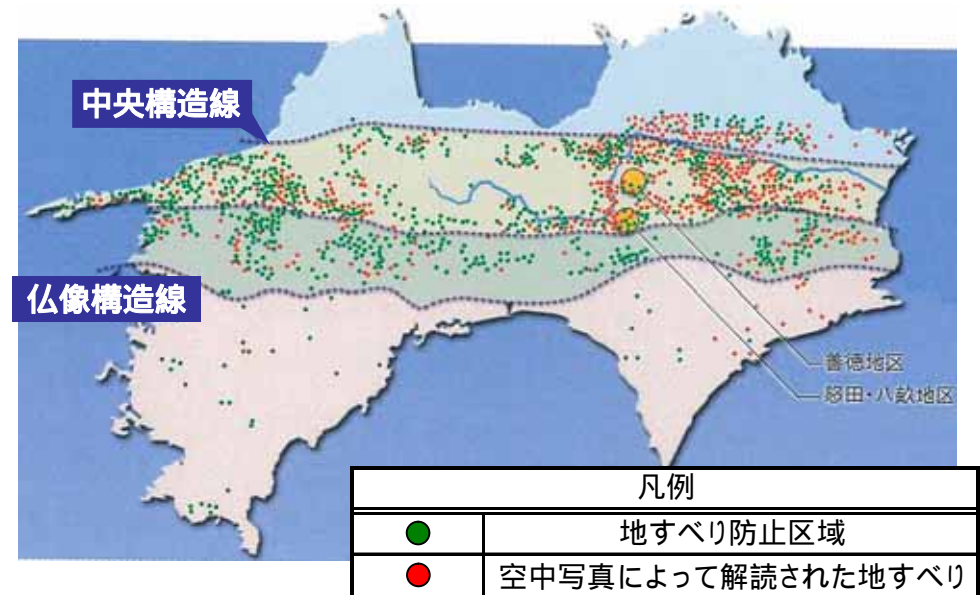 中央構造線
仏像構造線
善徳地区
怒田・八畝地区
凡例
地すべり防止区域
空中写真によって解読された地すべり